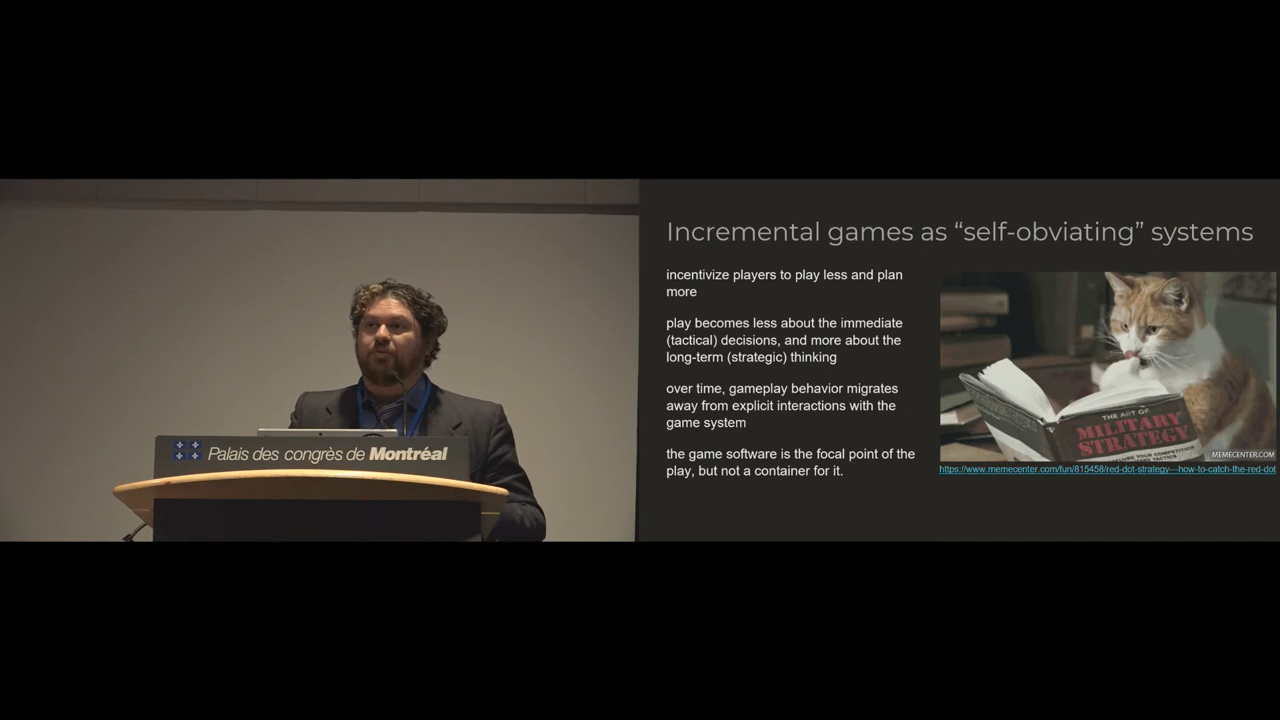 Palais des congrès de Montréal
Incremental games as “self-obviating” systems
incentivize players to play less and plan
more
play becomes less about the immediate
(tactical) decisions, and more about the
long-term (strategic) thinking
over time, gameplay behavior migrates
away from explicit interactions with the
game system
the game software is the focal point of the
play, but not a container for it.
THE ART OF
MILITARY
STRATEGY
YOUR COMPETITION
TACTICS
MEMECENTER.COM
https://www.memecenter.com/fun/815458/red-dot-strategy---how-to-catch-the-red-dot